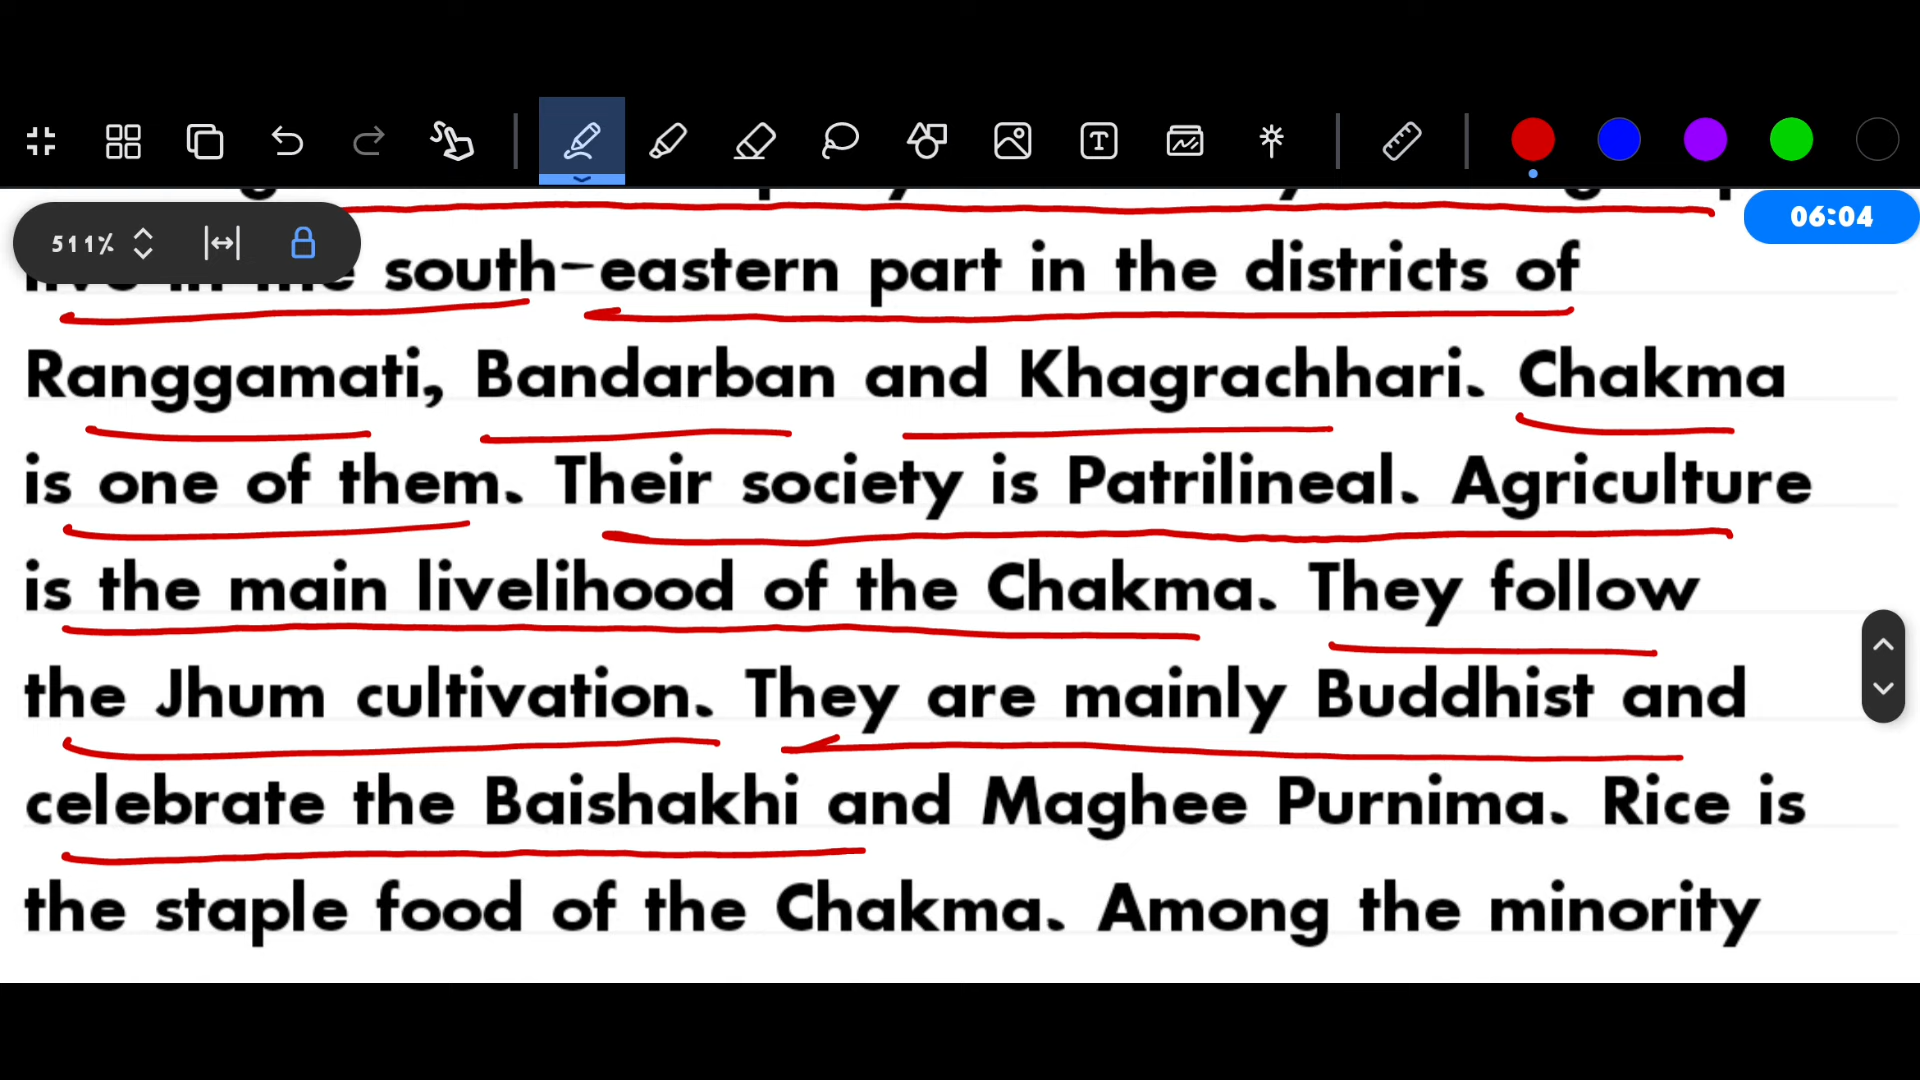 06:04
511%
live in the south-eastern part in the districts of
Ranggamati, Bandarban and Khagrachhari. Chakma
is one of them. Their society is Patrilineal. Agriculture
is the main livelihood of the Chakma. They follow
the Jhum cultivation. They are mainly Buddhist and
celebrate the Baishakhi and Maghee Purnima. Rice is
the staple food of the Chakma. Among the minority